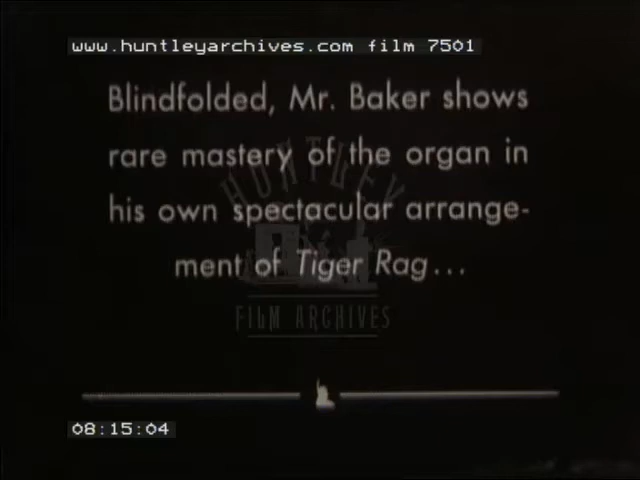 www.huntleyarchives.com film 7501
Blindfolded, Mr. Baker shows
rare mastery of the organ in
his own spectacular arrange-
ment of Tiger Rag...
HUNTLEY
FILM ARCHIVES
08:15:04